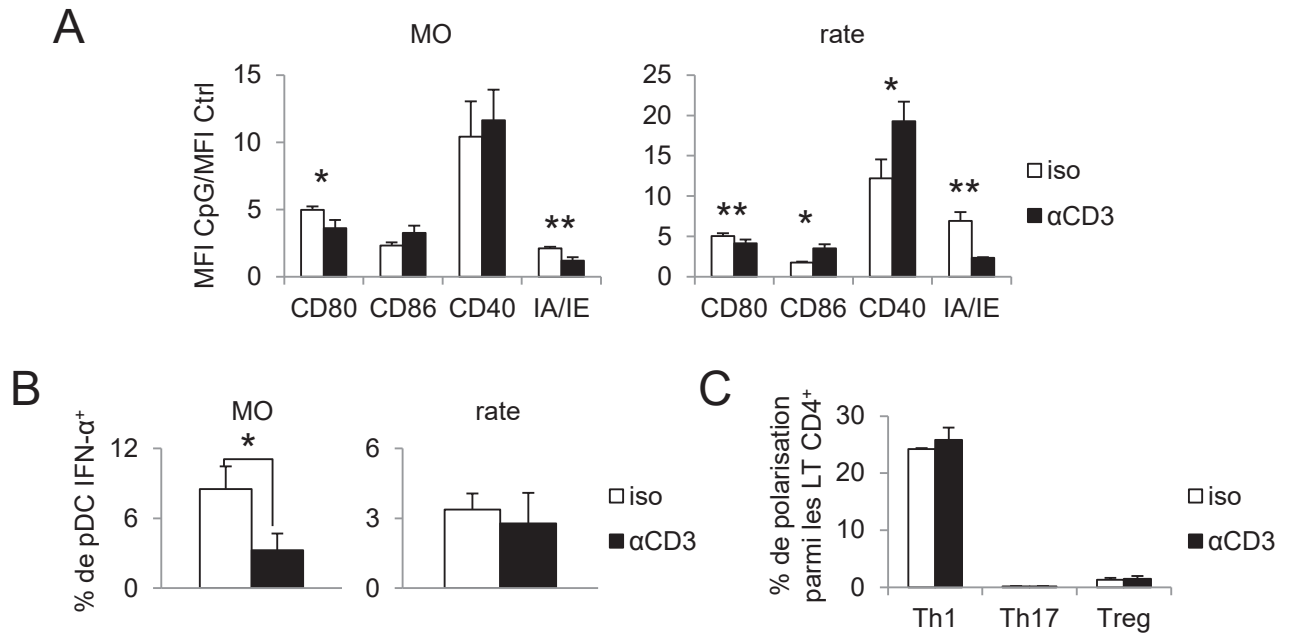 A
MO
rate
MFI CpG/MFI Ctrl
15
10
5
0
*
**
CD80 CD86 CD40 IA/IE
25
20
15
10
5
0
**
*
*
**
CD80 CD86 CD40 IA/IE
iso
αCD3
B
MO
rate
% de pDC IFN-α⁺
12
6
0
*
6
3
0
iso
αCD3
C
% de polarisation
parmi les LT CD4⁺
30
20
10
0
Th1 Th17 Treg
iso
αCD3